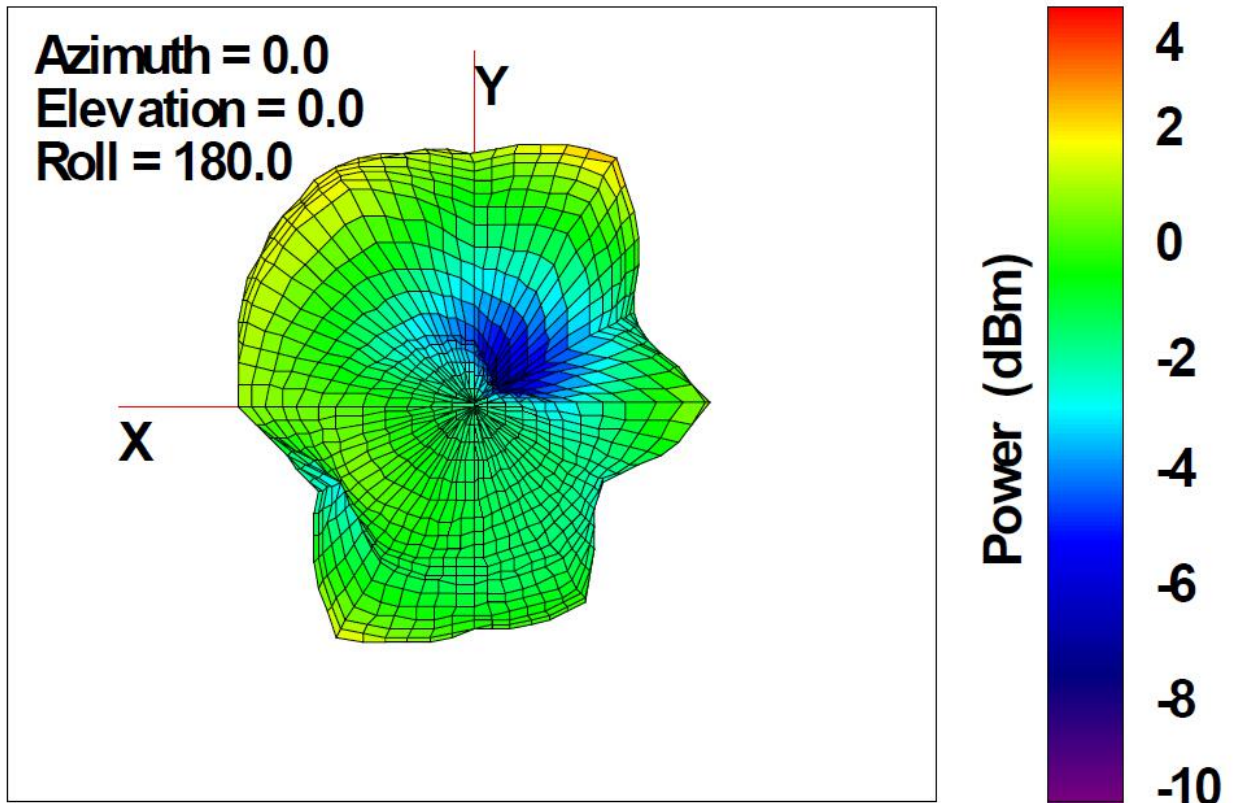 Azimuth = 0.0
Elevation = 0.0
Roll = 180.0
Y
X
Power (dBm)
4
2
0
-2
-4
-6
-8
-10